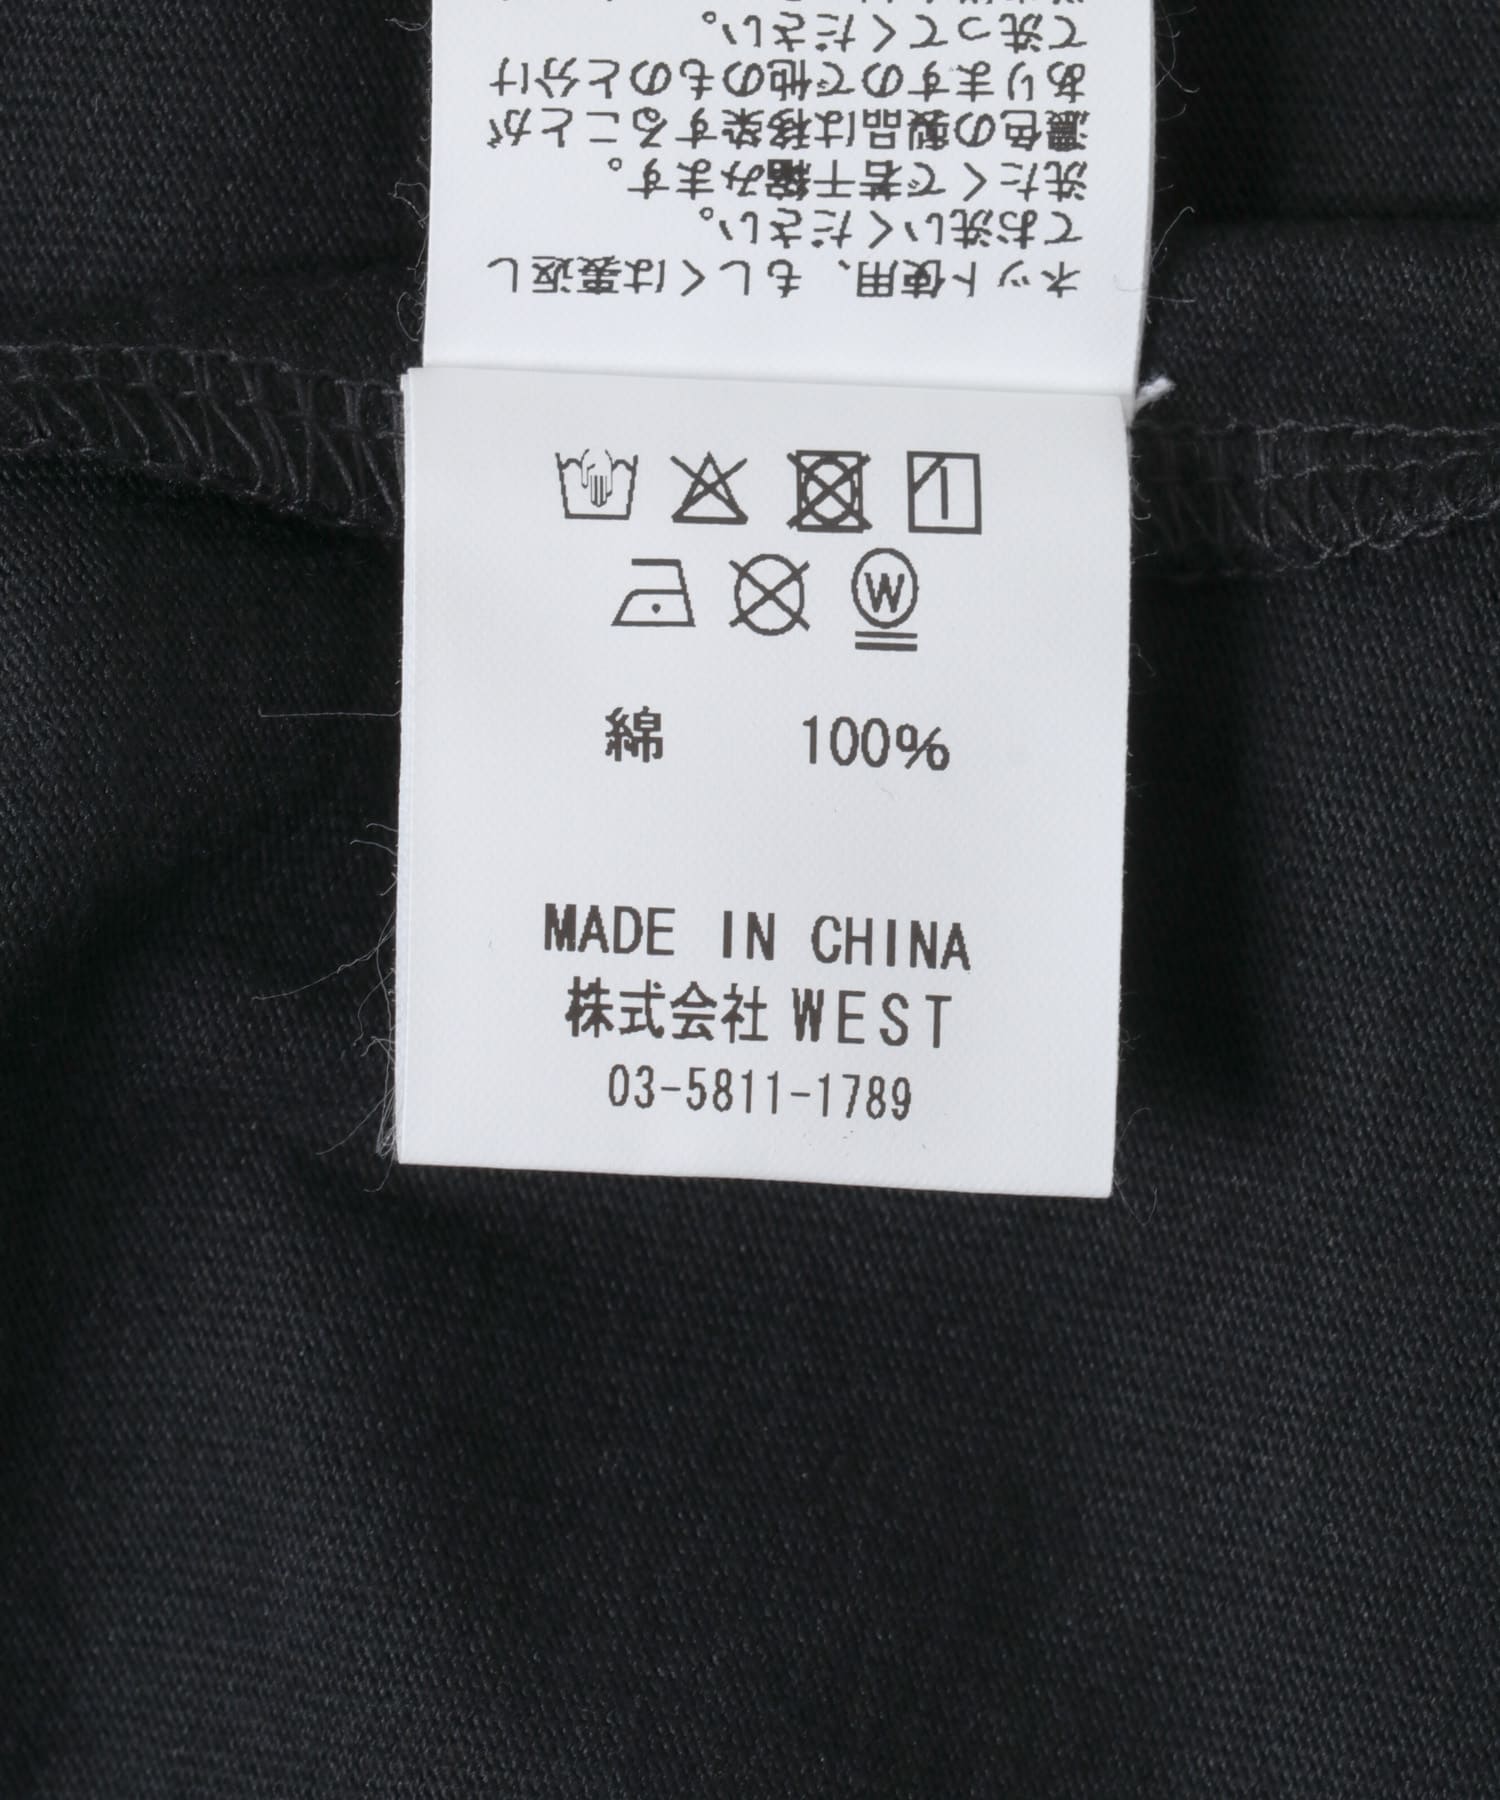 ネット使用、もしくは裏返し
てお洗いください。
洗たくで若干縮みます。
濃色の製品は移染することが
ありますので他のものと分け
て洗ってください。
W
綿 100%
MADE IN CHINA
株式会社 WEST
03-5811-1789